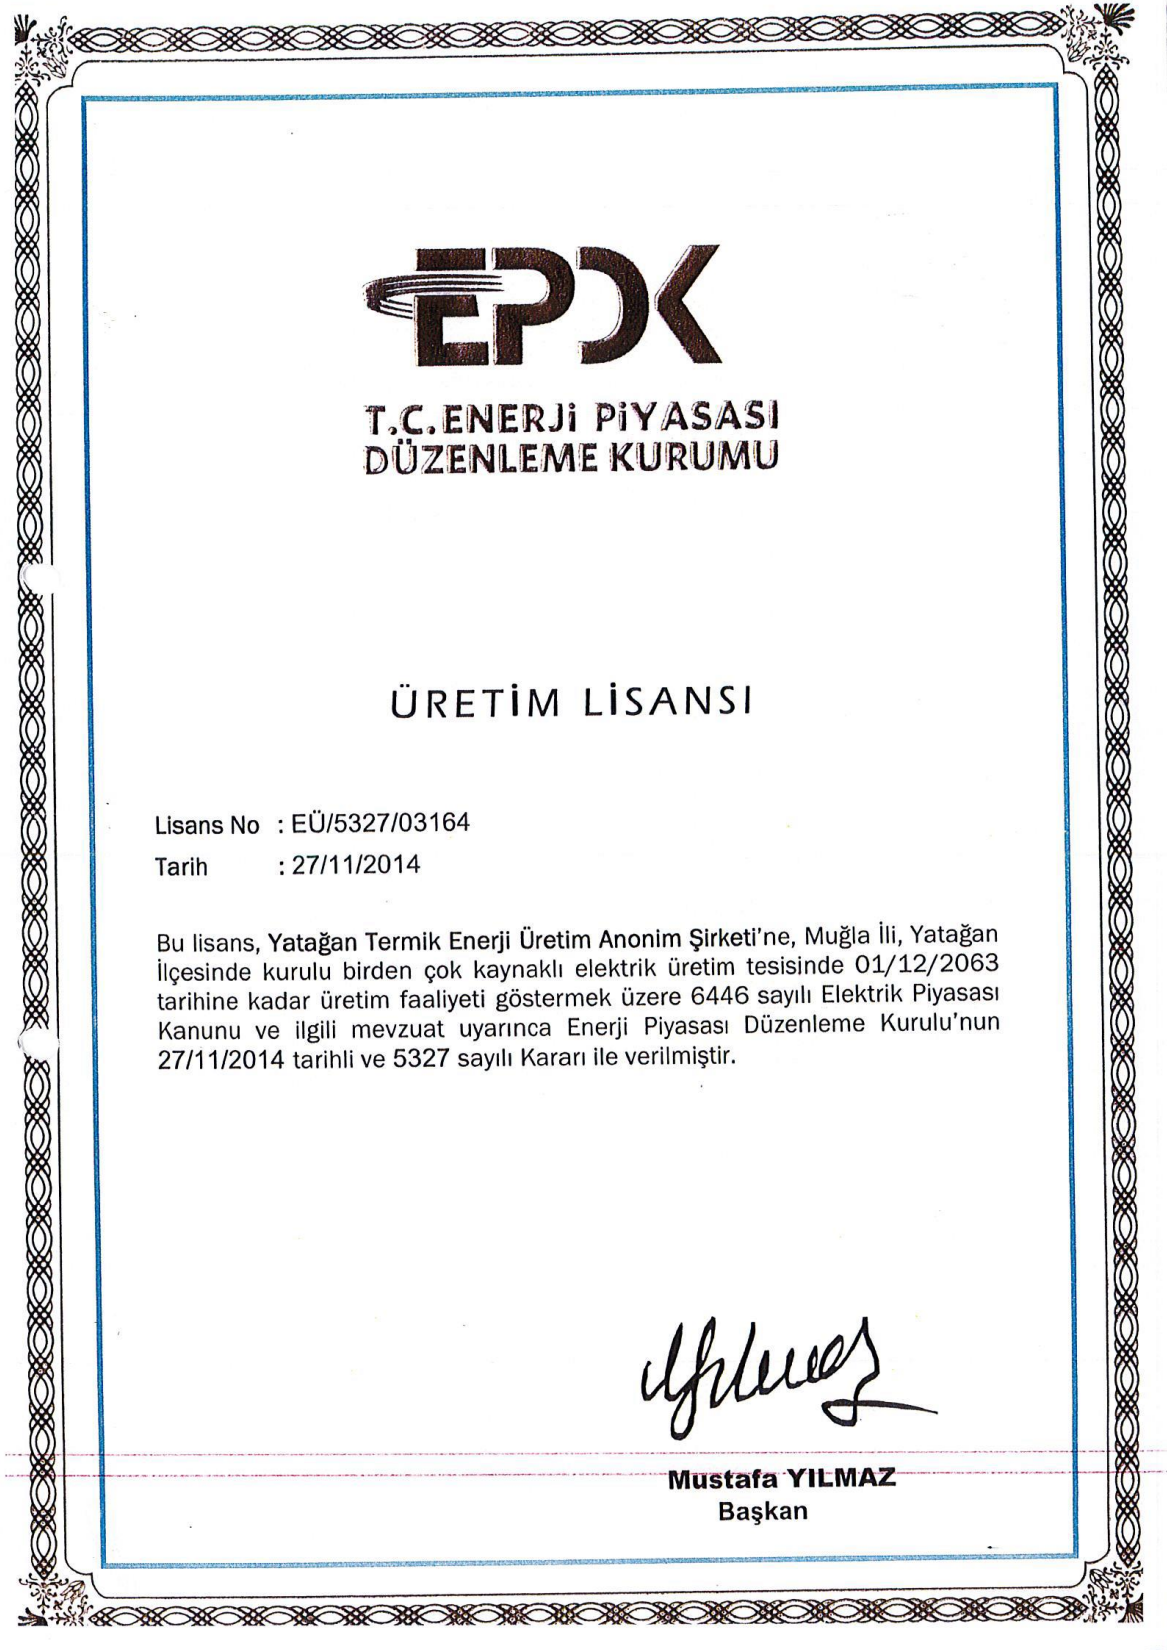 EPDK
T.C. ENERJİ PİYASASI
DÜZENLEME KURUMU
ÜRETİM LİSANSI
Lisans No : EÜ/5327/03164
Tarih : 27/11/2014
Bu lisans, Yatağan Termik Enerji Üretim Anonim Şirketi'ne, Muğla İli, Yatağan
İlçesinde kurulu birden çok kaynaklı elektrik üretim tesisinde 01/12/2063
tarihine kadar üretim faaliyeti göstermek üzere 6446 sayılı Elektrik Piyasası
Kanunu ve ilgili mevzuat uyarınca Enerji Piyasası Düzenleme Kurulu'nun
27/11/2014 tarihli ve 5327 sayılı Kararı ile verilmiştir.
Mustafa YILMAZ
Başkan